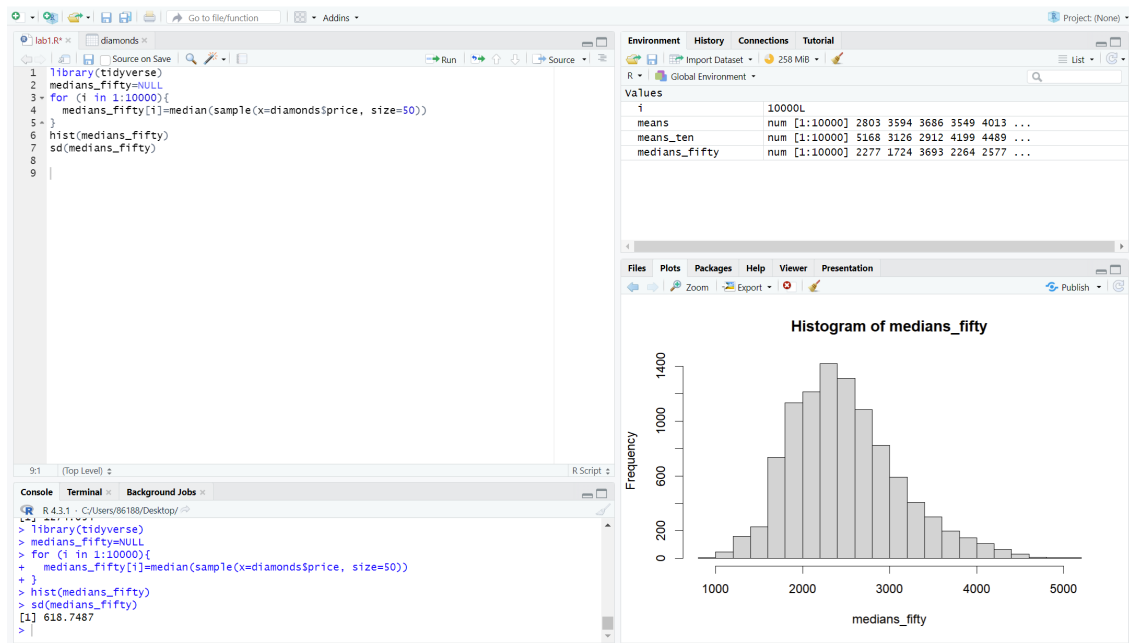 Go to file/function
Addins
Project: (None)
lab1.R*
diamonds
Source on Save
Run
Source
1 library(tidyverse)
2 medians_fifty=NULL
3 for (i in 1:10000){
4 medians_fifty[i]=median(sample(x=diamonds$price, size=50))
5 }
6 hist(medians_fifty)
7 sd(medians_fifty)
8
9
9:1 (Top Level) R Script
Console Terminal Background Jobs
R 4.3.1 · C:/Users/86188/Desktop/
> library(tidyverse)
> medians_fifty=NULL
> for (i in 1:10000){
+ medians_fifty[i]=median(sample(x=diamonds$price, size=50))
+ }
> hist(medians_fifty)
> sd(medians_fifty)
[1] 618.7487
>
Environment History Connections Tutorial
Import Dataset 258 MiB List
R Global Environment
Values
i 10000L
means num [1:10000] 2803 3594 3686 3549 4013 ...
means_ten num [1:10000] 5168 3126 2912 4199 4489 ...
medians_fifty num [1:10000] 2277 1724 3693 2264 2577 ...
Files Plots Packages Help Viewer Presentation
Zoom Export Publish
Histogram of medians_fifty
Frequency
1400
1000
600
200
0
1000 2000 3000 4000 5000
medians_fifty